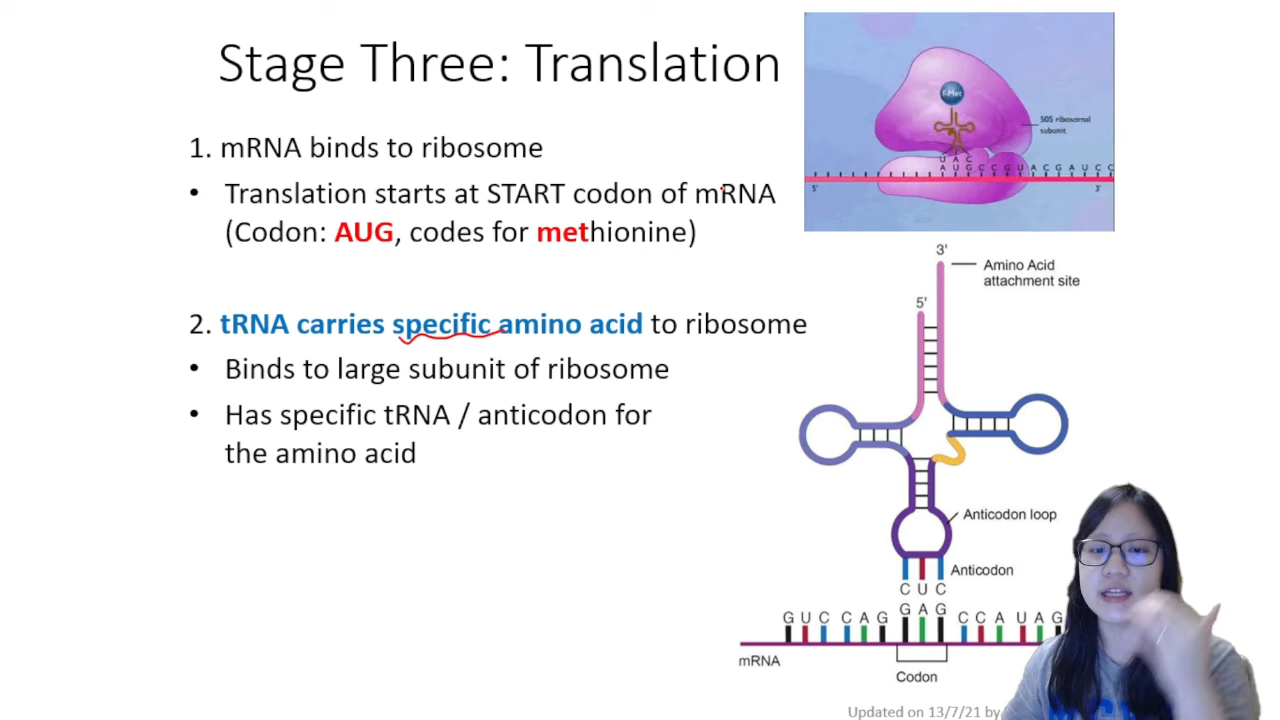 Stage Three: Translation
1. mRNA binds to ribosome
• Translation starts at START codon of mRNA
(Codon: AUG, codes for methionine)
2. tRNA carries specific amino acid to ribosome
• Binds to large subunit of ribosome
• Has specific tRNA / anticodon for
the amino acid
f-Met
50S ribosomal
subunit
U A C
A U G C C G U A C G A U C C
5'
3'
3'
Amino Acid
attachment site
5'
Anticodon loop
Anticodon
C U C
G U C C A G G A G C C A U A G
mRNA
Codon
Updated on 13/7/21 by